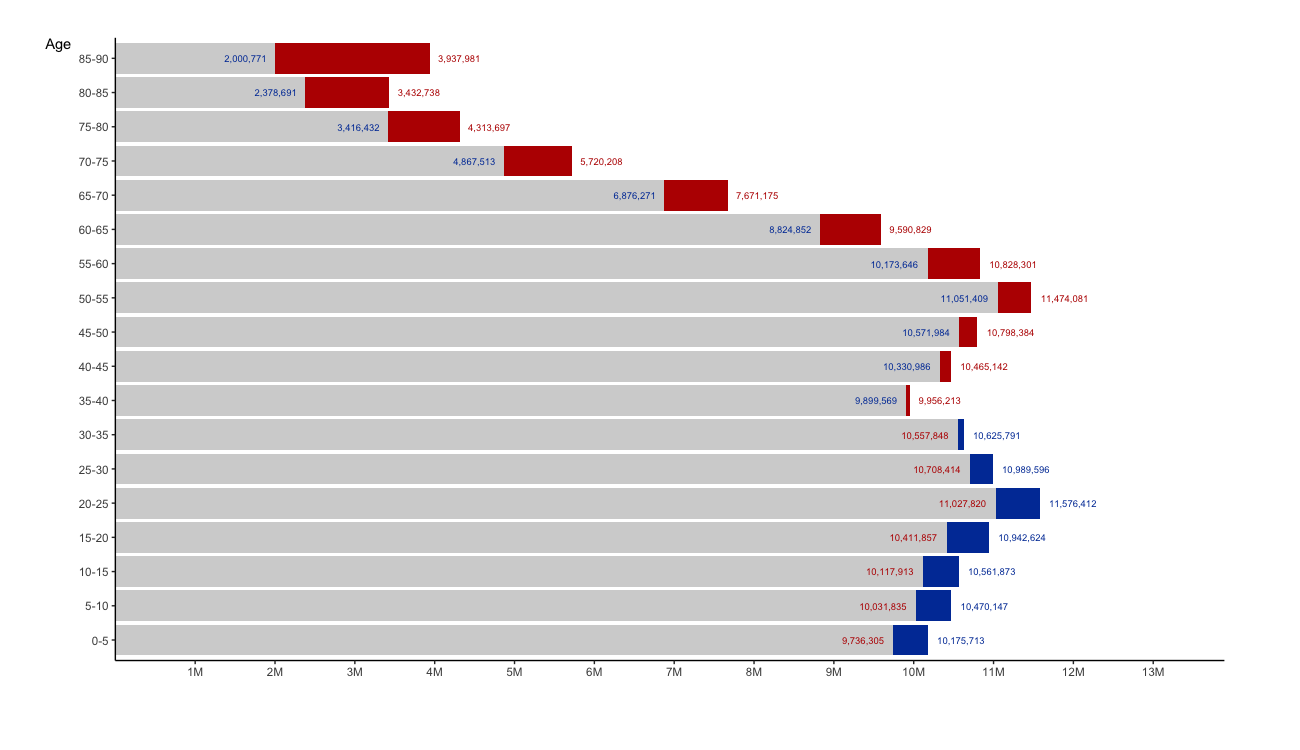 Age
85-90 2,000,771 3,937,981
80-85 2,378,691 3,432,738
75-80 3,416,432 4,313,697
70-75 4,867,513 5,720,208
65-70 6,876,271 7,671,175
60-65 8,824,852 9,590,829
55-60 10,173,646 10,828,301
50-55 11,051,409 11,474,081
45-50 10,571,984 10,798,384
40-45 10,330,986 10,465,142
35-40 9,899,569 9,956,213
30-35 10,557,848 10,625,791
25-30 10,708,414 10,989,596
20-25 11,027,820 11,576,412
15-20 10,411,857 10,942,624
10-15 10,117,913 10,561,873
5-10 10,031,835 10,470,147
0-5 9,736,305 10,175,713
1M 2M 3M 4M 5M 6M 7M 8M 9M 10M 11M 12M 13M